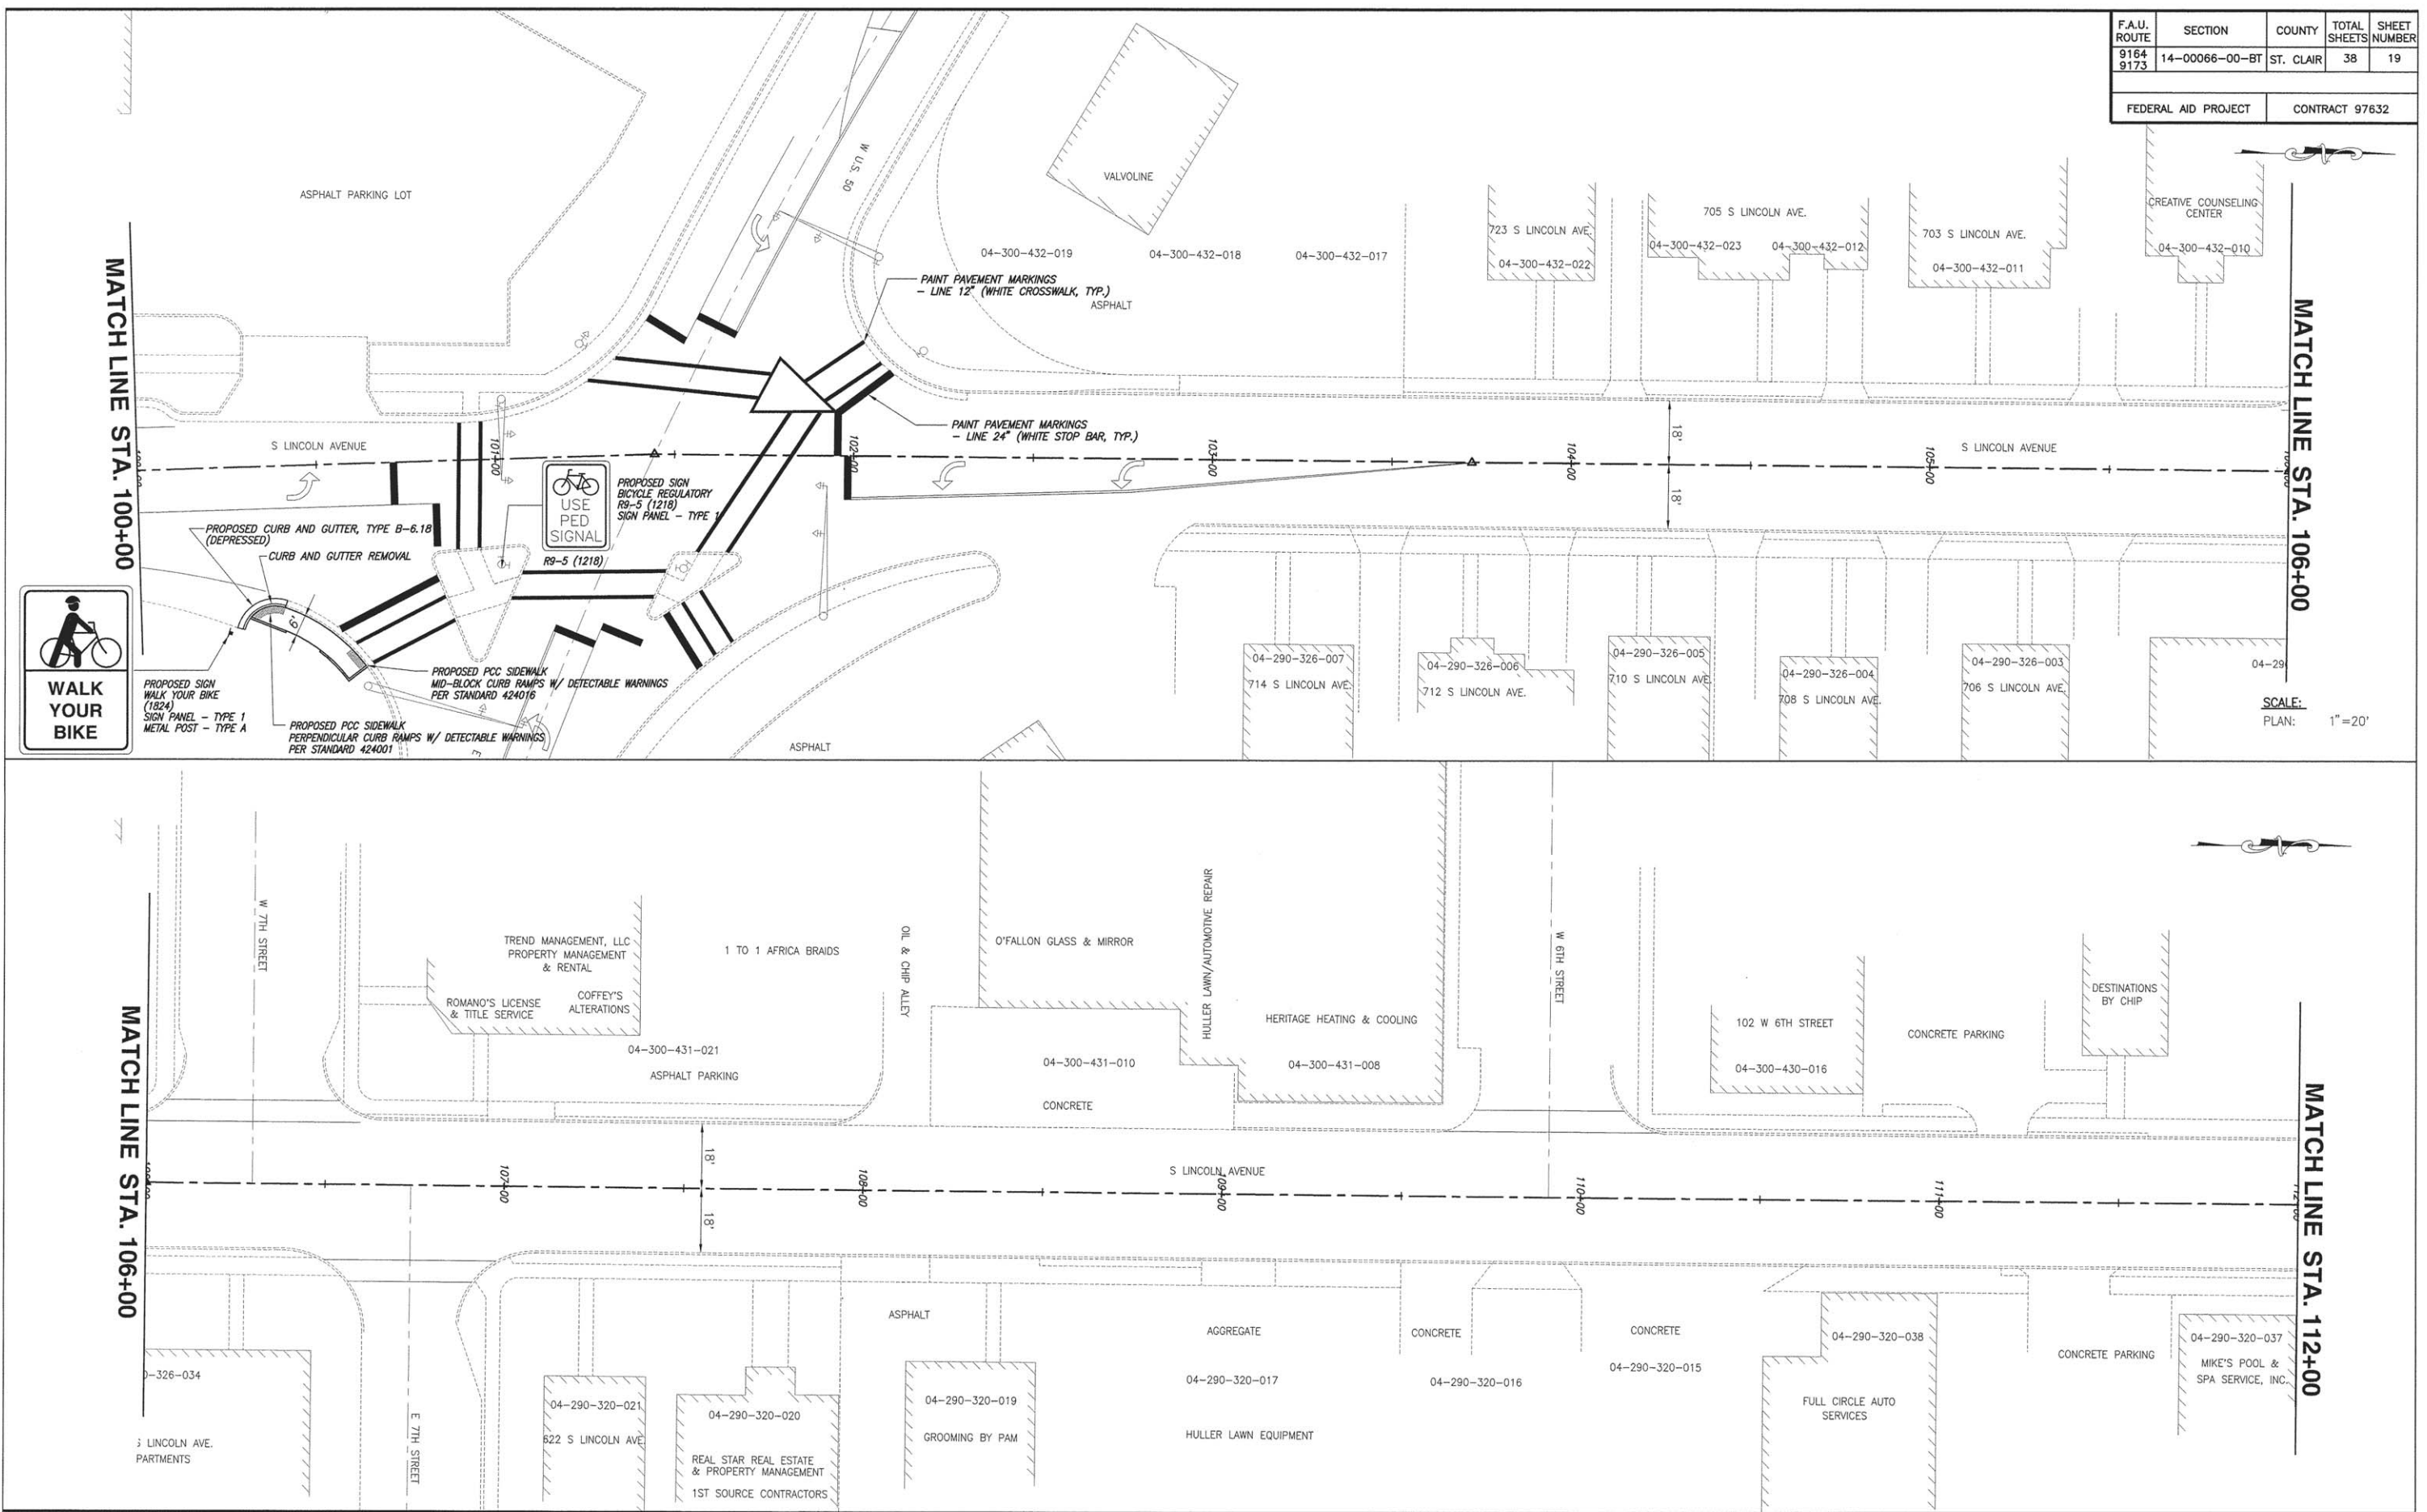 F.A.U. ROUTE
SECTION
COUNTY
TOTAL SHEETS
SHEET NUMBER
9164
9173
14-00066-00-BT
ST. CLAIR
38
19
FEDERAL AID PROJECT
CONTRACT 97632
MATCH LINE STA. 100+00
ASPHALT PARKING LOT
W U.S. 50
VALVOLINE
04-300-432-019
04-300-432-018
04-300-432-017
723 S LINCOLN AVE.
04-300-432-022
705 S LINCOLN AVE.
04-300-432-023
04-300-432-012
703 S LINCOLN AVE.
04-300-432-011
CREATIVE COUNSELING
CENTER
04-300-432-010
PAINT PAVEMENT MARKINGS
- LINE 12" (WHITE CROSSWALK, TYP.)
ASPHALT
PAINT PAVEMENT MARKINGS
- LINE 24" (WHITE STOP BAR, TYP.)
S LINCOLN AVENUE
101+00
102+00
103+00
104+00
105+00
18'
18'
S LINCOLN AVENUE
MATCH LINE STA. 106+00
USE
PED
SIGNAL
R9-5 (1218)
PROPOSED SIGN
BICYCLE REGULATORY
R9-5 (1218)
SIGN PANEL - TYPE 1
PROPOSED CURB AND GUTTER, TYPE B-6.18
(DEPRESSED)
CURB AND GUTTER REMOVAL
6'
WALK
YOUR
BIKE
PROPOSED SIGN
WALK YOUR BIKE
(1824)
SIGN PANEL - TYPE 1
METAL POST - TYPE A
PROPOSED PCC SIDEWALK
MID-BLOCK CURB RAMPS W/ DETECTABLE WARNINGS
PER STANDARD 424016
PROPOSED PCC SIDEWALK
PERPENDICULAR CURB RAMPS W/ DETECTABLE WARNINGS
PER STANDARD 424001
E
ASPHALT
04-290-326-007
714 S LINCOLN AVE.
04-290-326-006
712 S LINCOLN AVE.
04-290-326-005
710 S LINCOLN AVE.
04-290-326-004
708 S LINCOLN AVE.
04-290-326-003
706 S LINCOLN AVE.
04-29
SCALE:
PLAN: 1"=20'
MATCH LINE STA. 106+00
W 7TH STREET
TREND MANAGEMENT, LLC
PROPERTY MANAGEMENT
& RENTAL
ROMANO'S LICENSE
& TITLE SERVICE
COFFEY'S
ALTERATIONS
1 TO 1 AFRICA BRAIDS
04-300-431-021
ASPHALT PARKING
OIL & CHIP ALLEY
O'FALLON GLASS & MIRROR
04-300-431-010
CONCRETE
HULLER LAWN/AUTOMOTIVE REPAIR
HERITAGE HEATING & COOLING
04-300-431-008
W 6TH STREET
102 W 6TH STREET
04-300-430-016
CONCRETE PARKING
DESTINATIONS
BY CHIP
MATCH LINE STA. 112+00
18'
18'
107+00
108+00
S LINCOLN AVENUE
109+00
110+00
111+00
0-326-034
S LINCOLN AVE.
PARTMENTS
E 7TH STREET
04-290-320-021
622 S LINCOLN AVE.
04-290-320-020
REAL STAR REAL ESTATE
& PROPERTY MANAGEMENT
1ST SOURCE CONTRACTORS
ASPHALT
04-290-320-019
GROOMING BY PAM
AGGREGATE
04-290-320-017
HULLER LAWN EQUIPMENT
CONCRETE
04-290-320-016
CONCRETE
04-290-320-015
04-290-320-038
FULL CIRCLE AUTO
SERVICES
CONCRETE PARKING
04-290-320-037
MIKE'S POOL &
SPA SERVICE, INC.